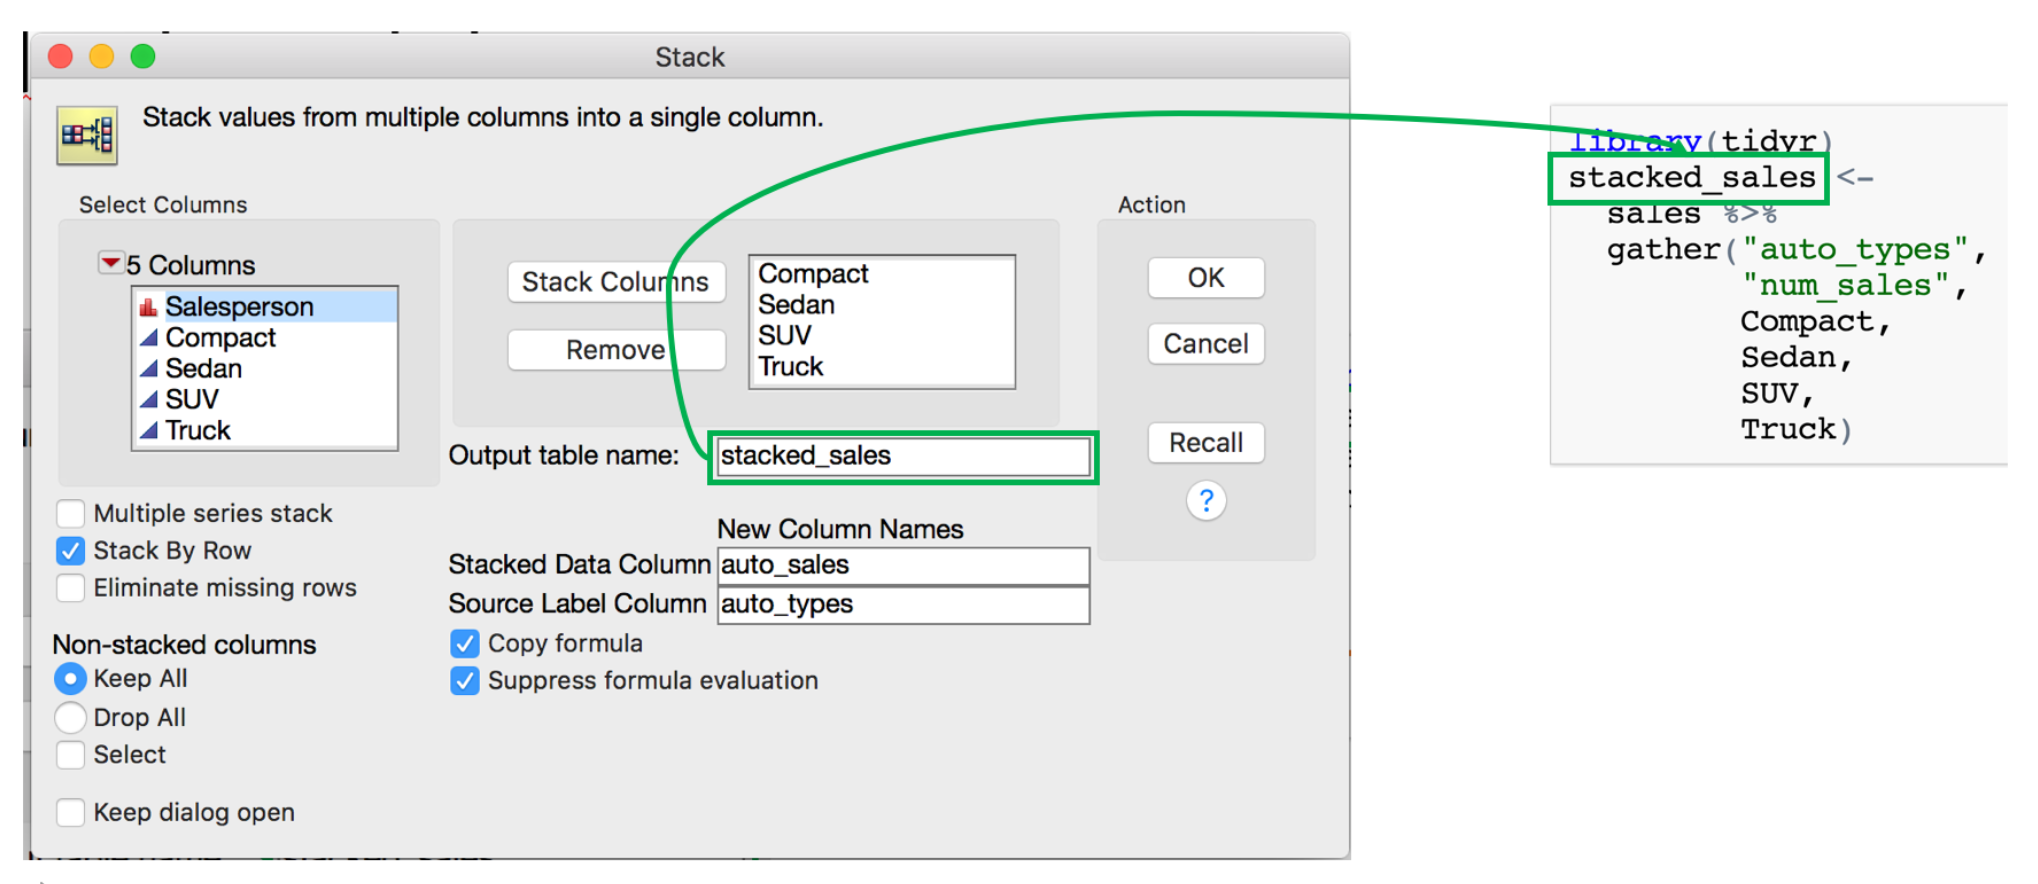 Stack
Stack values from multiple columns into a single column.
Select Columns
5 Columns
Salesperson
Compact
Sedan
SUV
Truck
Multiple series stack
Stack By Row
Eliminate missing rows
Non-stacked columns
Keep All
Drop All
Select
Keep dialog open
Stack Columns
Remove
Compact
Sedan
SUV
Truck
Output table name: stacked_sales
New Column Names
Stacked Data Column auto_sales
Source Label Column auto_types
Copy formula
Suppress formula evaluation
Action
OK
Cancel
Recall
?
library(tidyr)
stacked_sales <-
sales %>%
gather("auto_types",
"num_sales",
Compact,
Sedan,
SUV,
Truck)